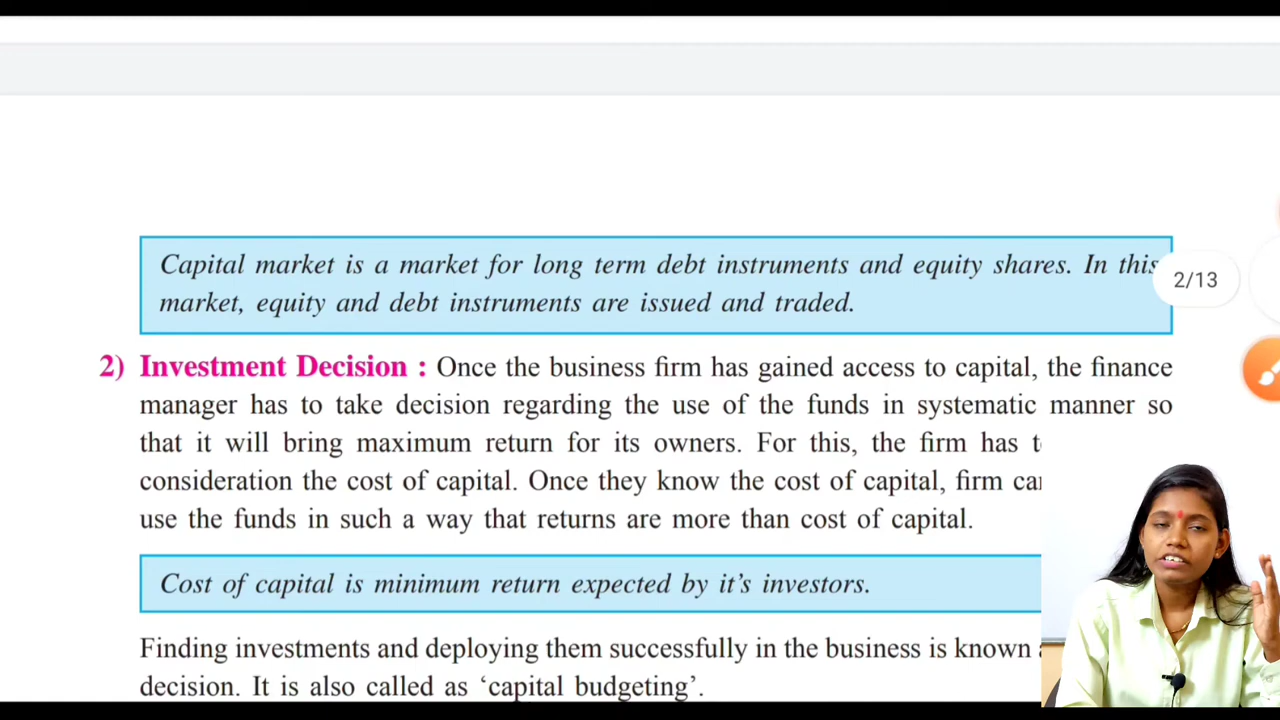 Capital market is a market for long term debt instruments and equity shares. In this
market, equity and debt instruments are issued and traded.
2/13
2) Investment Decision : Once the business firm has gained access to capital, the finance
manager has to take decision regarding the use of the funds in systematic manner so
that it will bring maximum return for its owners. For this, the firm has
consideration the cost of capital. Once they know the cost of capital, firm
use the funds in such a way that returns are more than cost of capital.
Cost of capital is minimum return expected by it's investors.
Finding investments and deploying them successfully in the business is known
decision. It is also called as ‘capital budgeting’.